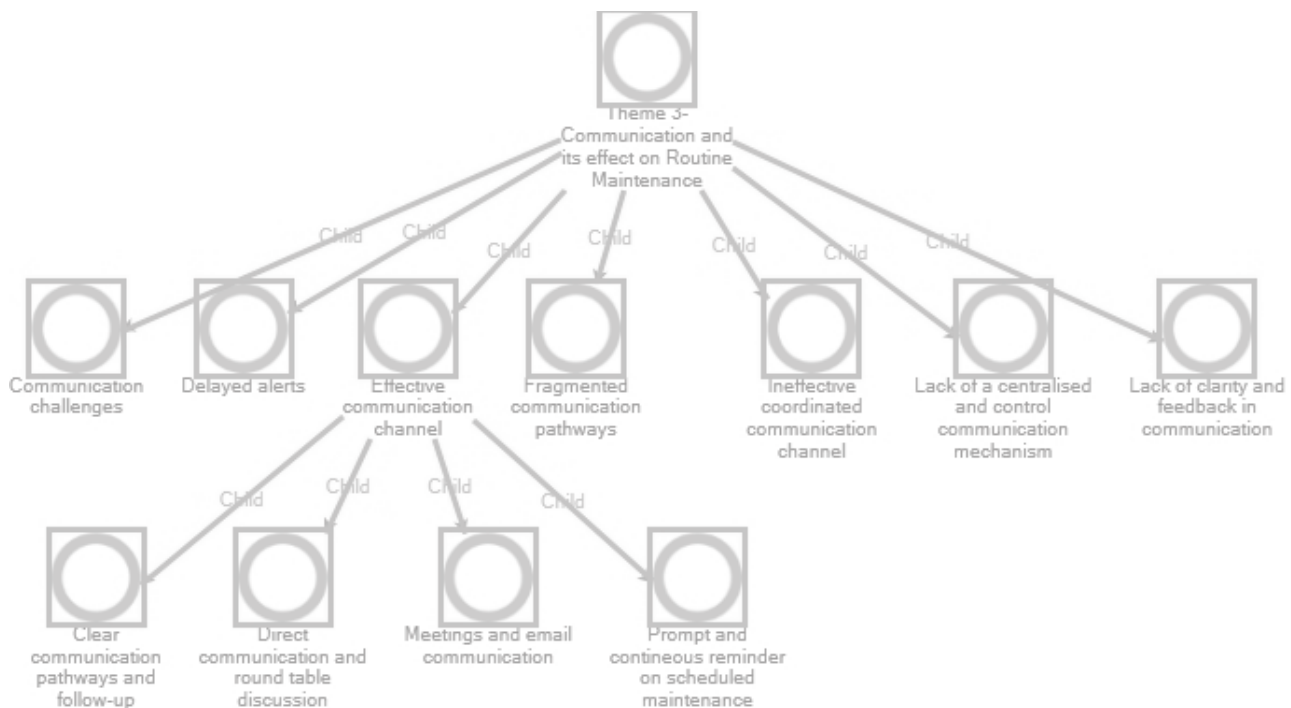 Theme 3-
Communication and
its effect on Routine
Maintenance
Child
Child
Child
Child
Child
Child
Child
Communication
challenges
Delayed alerts
Effective
communication
channel
Fragmented
communication
pathways
Ineffective
coordinated
communication
channel
Lack of a centralised
and control
communication
mechanism
Lack of clarity and
feedback in
communication
Child
Child
Child
Child
Clear
communication
pathways and
follow-up
Direct
communication and
round table
discussion
Meetings and email
communication
Prompt and
contineous reminder
on scheduled
maintenance